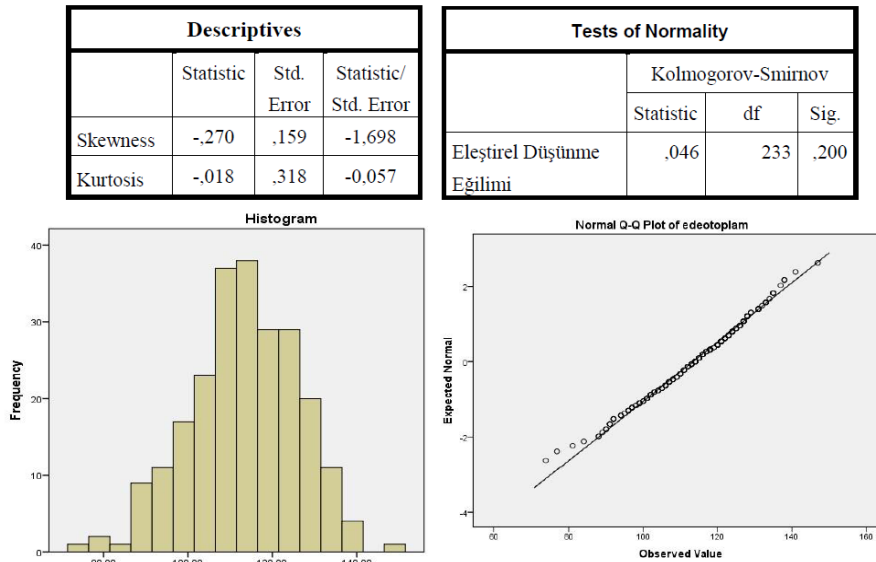 Descriptives
Statistic Std. Error Statistic/ Std. Error
Skewness -,270 ,159 -1,698
Kurtosis -,018 ,318 -0,057
Tests of Normality
Kolmogorov-Smirnov
Statistic df Sig.
Eleştirel Düşünme Eğilimi ,046 233 ,200
Histogram
Frequency
40
30
20
10
0
Normal Q-Q Plot of edeotoplam
Expected Normal
2
0
-2
-4
60 80 100 120 140 160
Observed Value